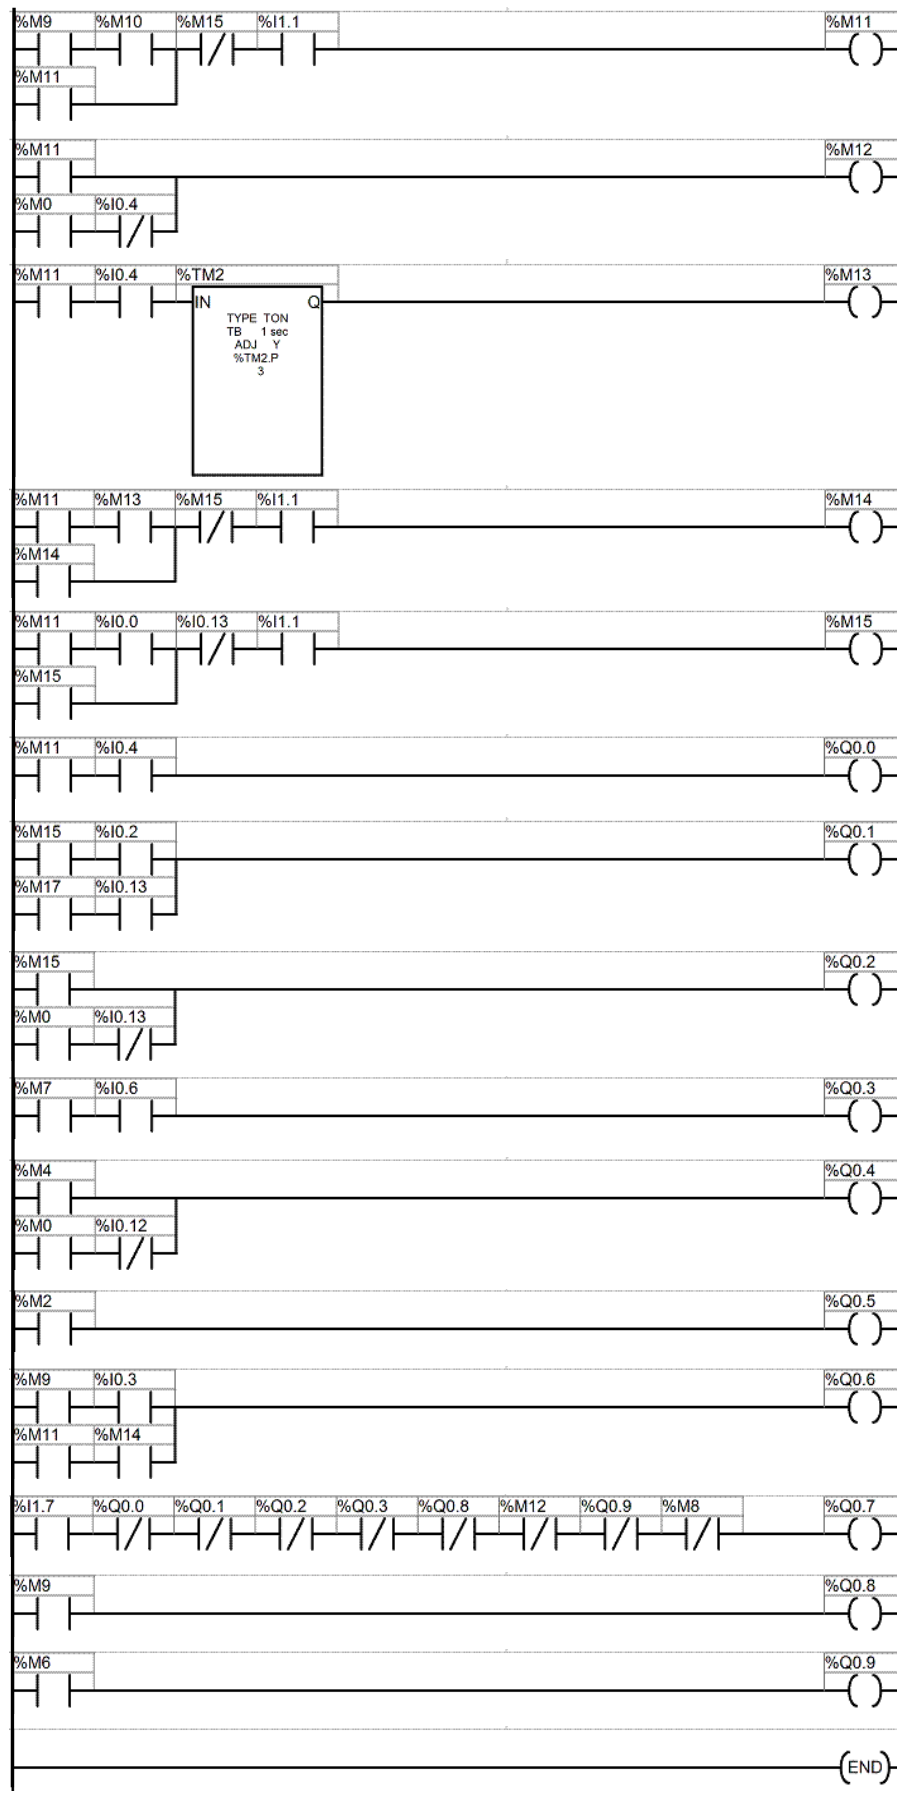 %M9 %M10 %M15 %I1.1 %M11
%M11
%M11 %M12
%M0 %I0.4
%M11 %I0.4 %TM2 %M13
IN Q
TYPE TON
TB 1 sec
ADJ Y
%TM2.P
3
%M11 %M13 %M15 %I1.1 %M14
%M14
%M11 %I0.0 %I0.13 %I1.1 %M15
%M15
%M11 %I0.4 %Q0.0
%M15 %I0.2 %Q0.1
%M17 %I0.13
%M15 %Q0.2
%M0 %I0.13
%M7 %I0.6 %Q0.3
%M4 %Q0.4
%M0 %I0.12
%M2 %Q0.5
%M9 %I0.3 %Q0.6
%M11 %M14
%I1.7 %Q0.0 %Q0.1 %Q0.2 %Q0.3 %Q0.8 %M12 %Q0.9 %M8 %Q0.7
%M9 %Q0.8
%M6 %Q0.9
END